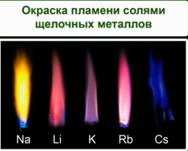 Окраска пламени солями
щелочных металлов
Na Li K Rb Cs